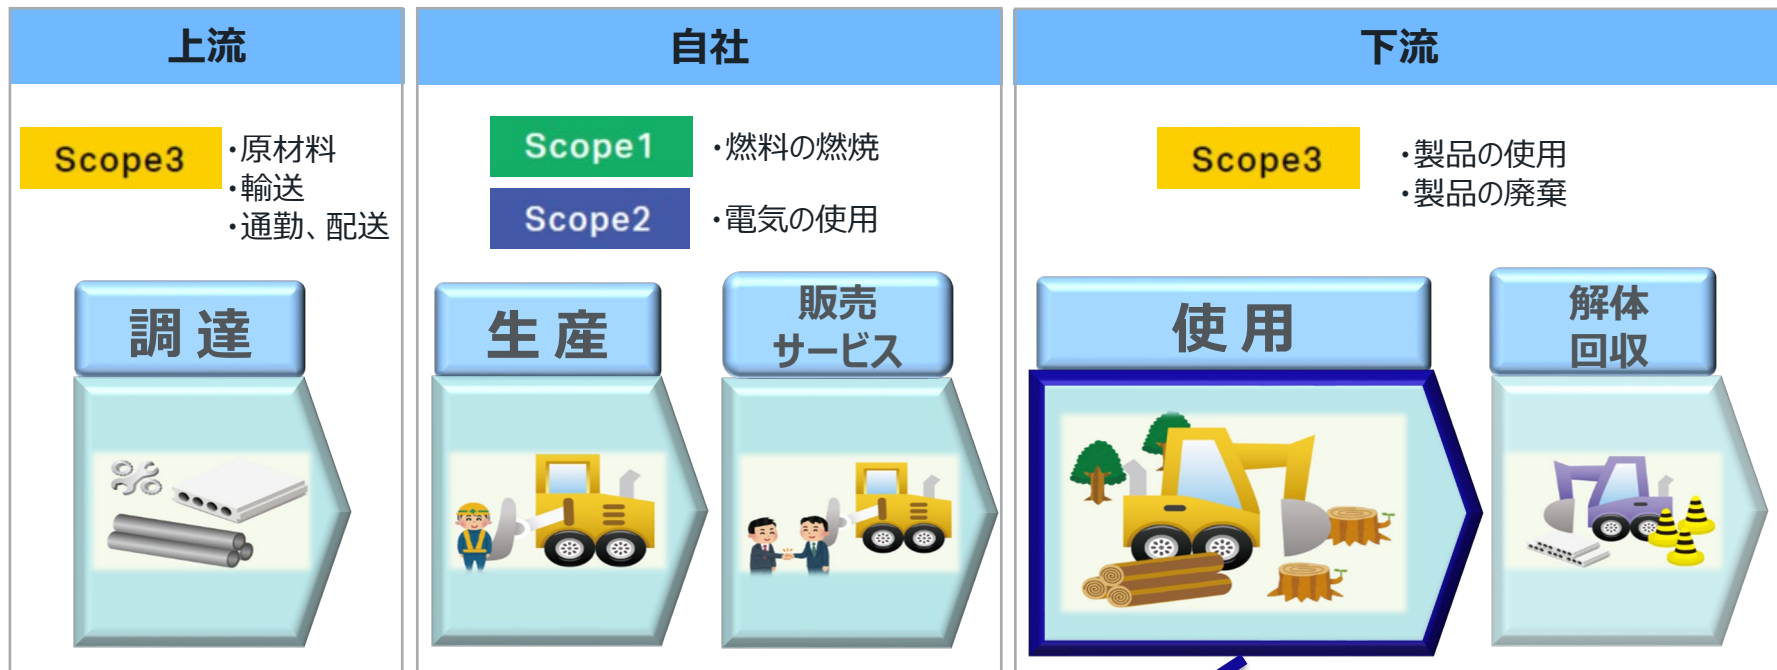 上流
Scope3
・原材料
・輸送
・通勤、配送
調達
自社
Scope1
・燃料の燃焼
Scope2
・電気の使用
生産
販売
サービス
下流
Scope3
・製品の使用
・製品の廃棄
使用
解体
回収